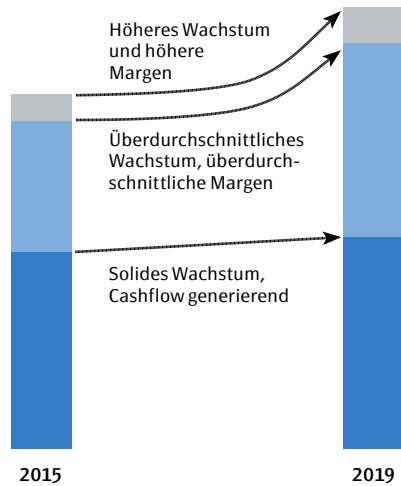 Höheres Wachstum
und höhere
Margen
Überdurchschnittliches
Wachstum, überdurch-
schnittliche Margen
Solides Wachstum,
Cashflow generierend
2015
2019